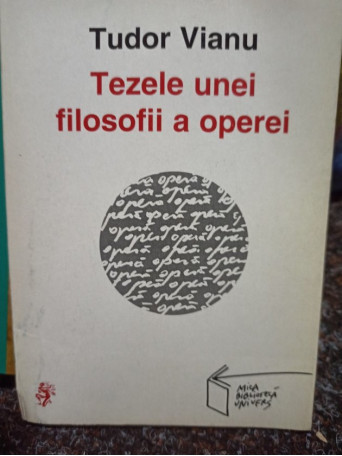 Tudor Vianu
Tezele unei
filosofii a operei
MICA
BIBLIOTECĂ
UNIVERS